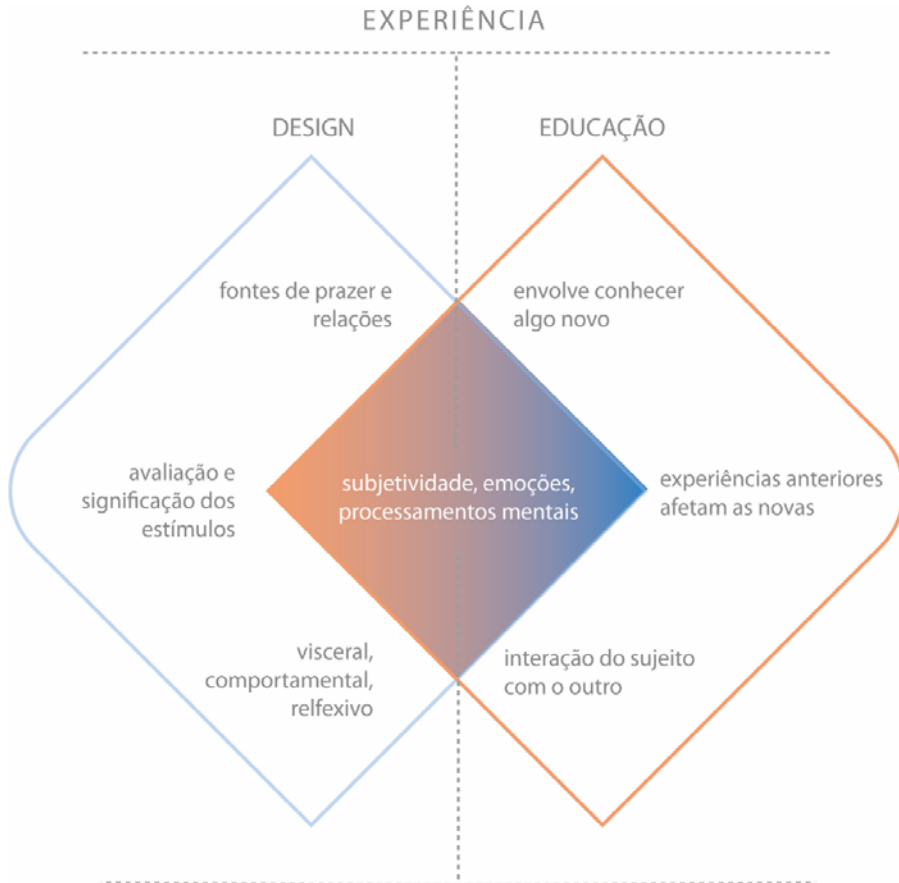 EXPERIÊNCIA
DESIGN
EDUCAÇÃO
fontes de prazer e
relações
envolve conhecer
algo novo
avaliação e
significação dos
estímulos
subjetividade, emoções,
processamentos mentais
experiências anteriores
afetam as novas
visceral,
comportamental,
relfexivo
interação do sujeito
com o outro